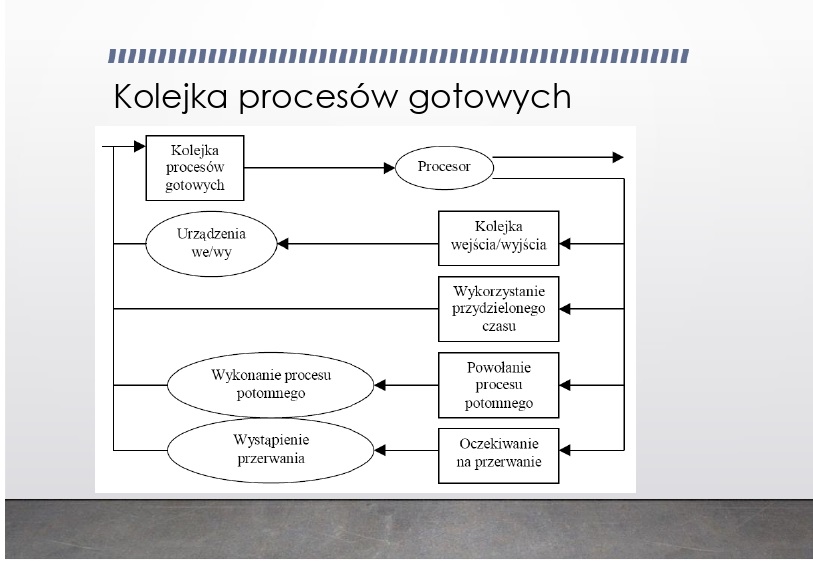 Kolejka procesów gotowych
Kolejka
procesów
gotowych
Procesor
Urządzenia
we/wy
Kolejka
wejścia/wyjścia
Wykorzystanie
przydzielonego
czasu
Wykonanie procesu
potomnego
Powołanie
procesu
potomnego
Wystąpienie
przerwania
Oczekiwanie
na przerwanie